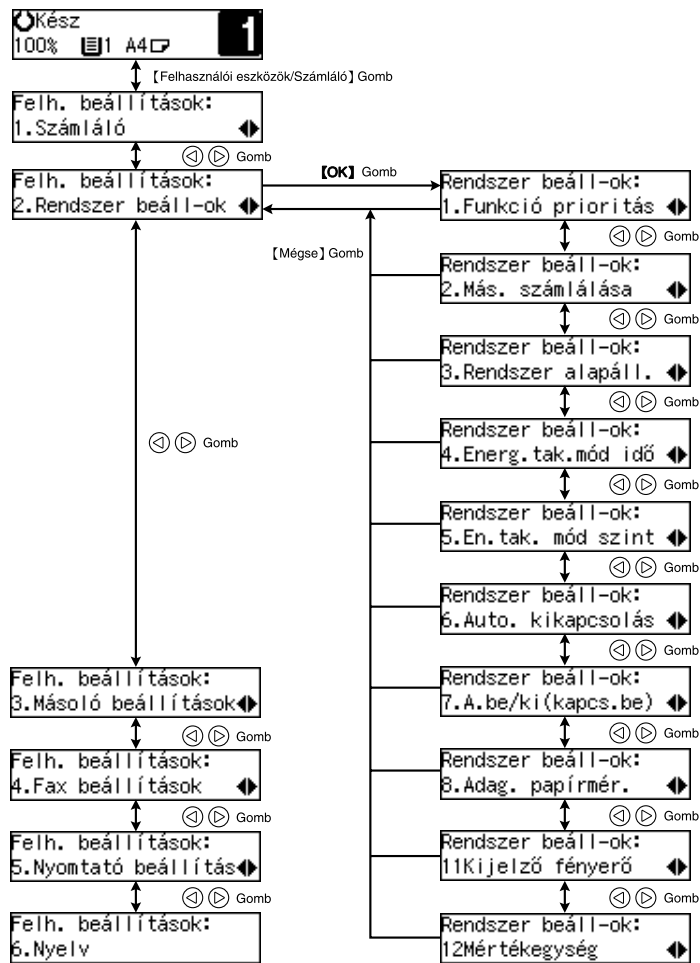 Kész
100% 1 A4 1
【Felhasználói eszközök/Számláló】Gomb
Felh. beállítások:
1.Számláló
Gomb
Felh. beállítások:
2.Rendszer beáll-ok
【OK】 Gomb
【Mégse】Gomb
Gomb
Felh. beállítások:
3.Másoló beállítások
Gomb
Felh. beállítások:
4.Fax beállítások
Gomb
Felh. beállítások:
5.Nyomtató beállítás
Gomb
Felh. beállítások:
6.Nyelv
Rendszer beáll-ok:
1.Funkció prioritás
Gomb
Rendszer beáll-ok:
2.Más. számlálása
Gomb
Rendszer beáll-ok:
3.Rendszer alapáll.
Gomb
Rendszer beáll-ok:
4.Energ.tak.mód idő
Gomb
Rendszer beáll-ok:
5.En.tak. mód szint
Gomb
Rendszer beáll-ok:
6.Auto. kikapcsolás
Gomb
Rendszer beáll-ok:
7.A.be/ki(kapcs.be)
Gomb
Rendszer beáll-ok:
8.Adag. papírmér.
Gomb
Rendszer beáll-ok:
11Kijelző fényerő
Gomb
Rendszer beáll-ok:
12Mértékegység